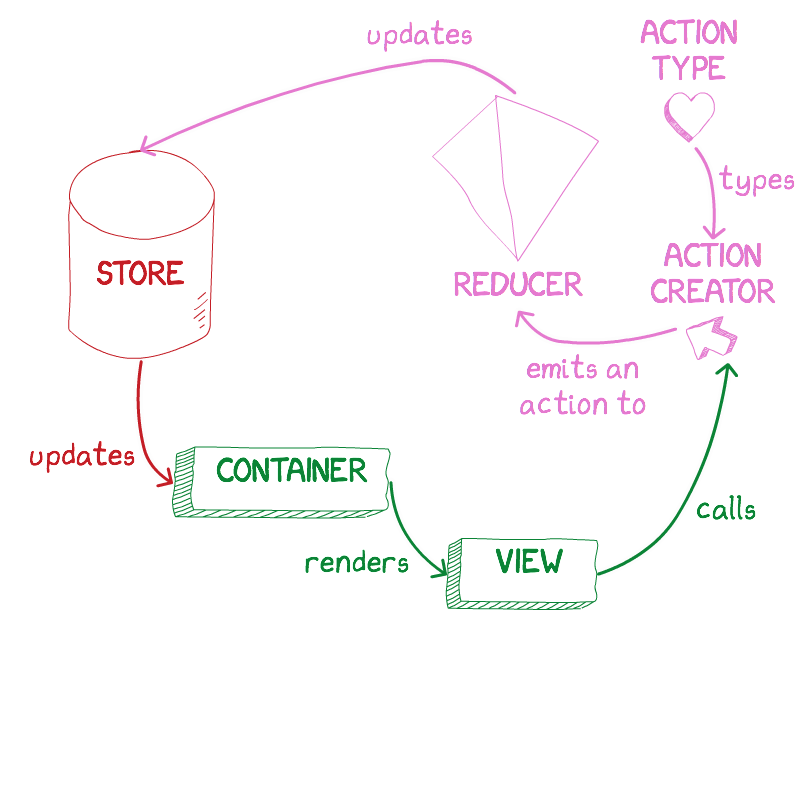 updates
ACTION
TYPE
types
STORE
REDUCER
ACTION
CREATOR
emits an
action to
updates
CONTAINER
calls
renders
VIEW